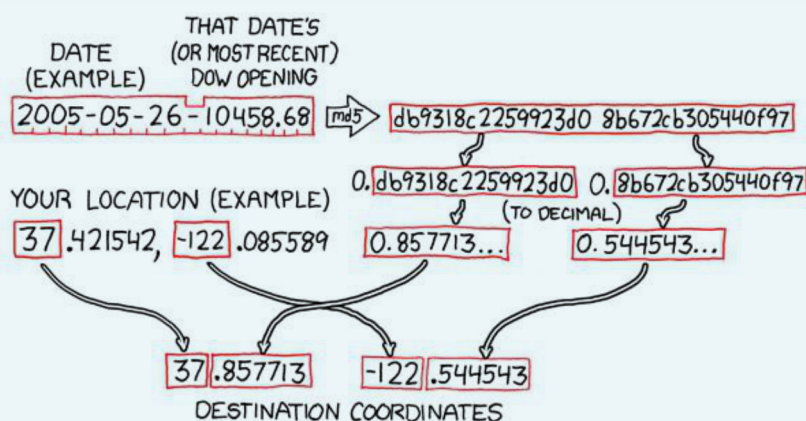 DATE
(EXAMPLE)
THAT DATE'S
(OR MOST RECENT)
DOW OPENING
2005-05-26-10458.68
md5
db9318c2259923d0 8b672cb305440f97
0.db9318c2259923d0
0.8b672cb305440f97
(TO DECIMAL)
YOUR LOCATION (EXAMPLE)
37.421542, -122.085589
0.857713...
0.544543...
37.857713
-122.544543
DESTINATION COORDINATES